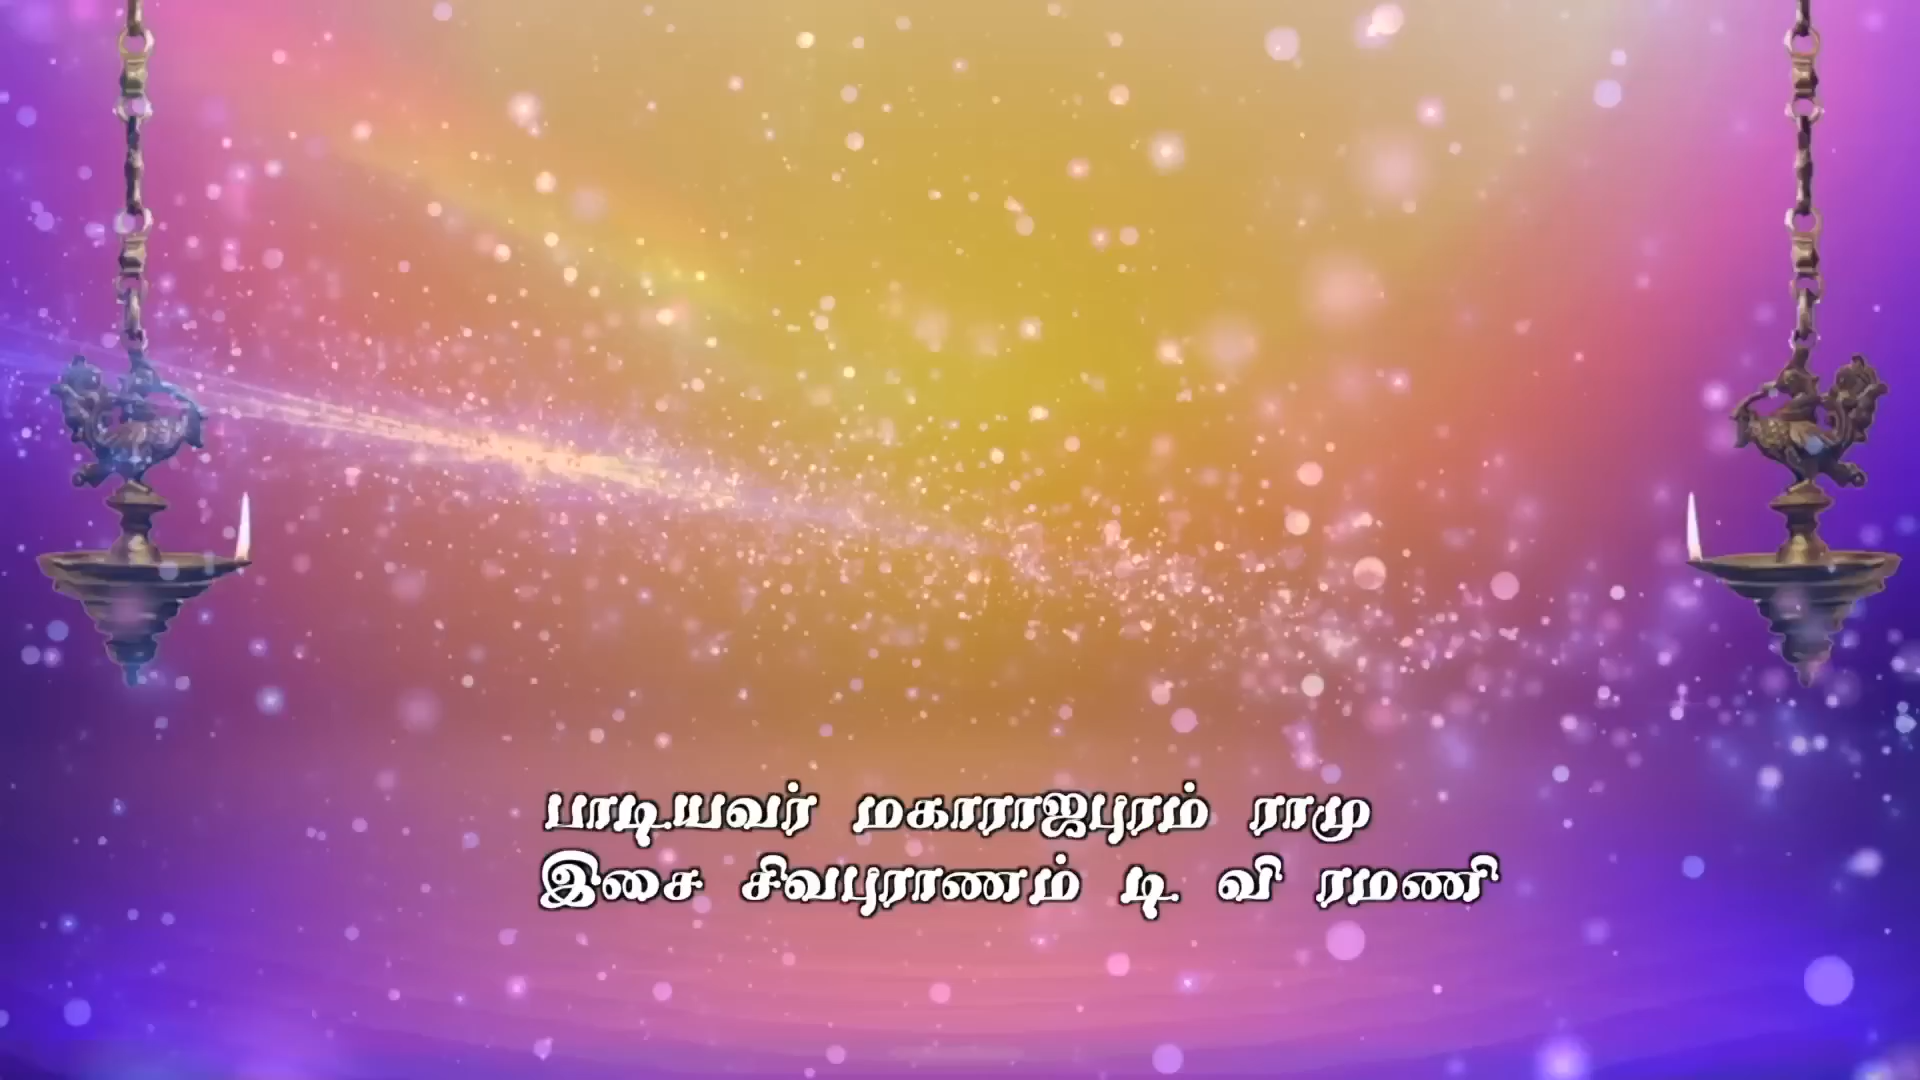 பாடியவர் மகாராஜபுரம் ராமு
இசை சிவபுராணம் டி வி ரமணி